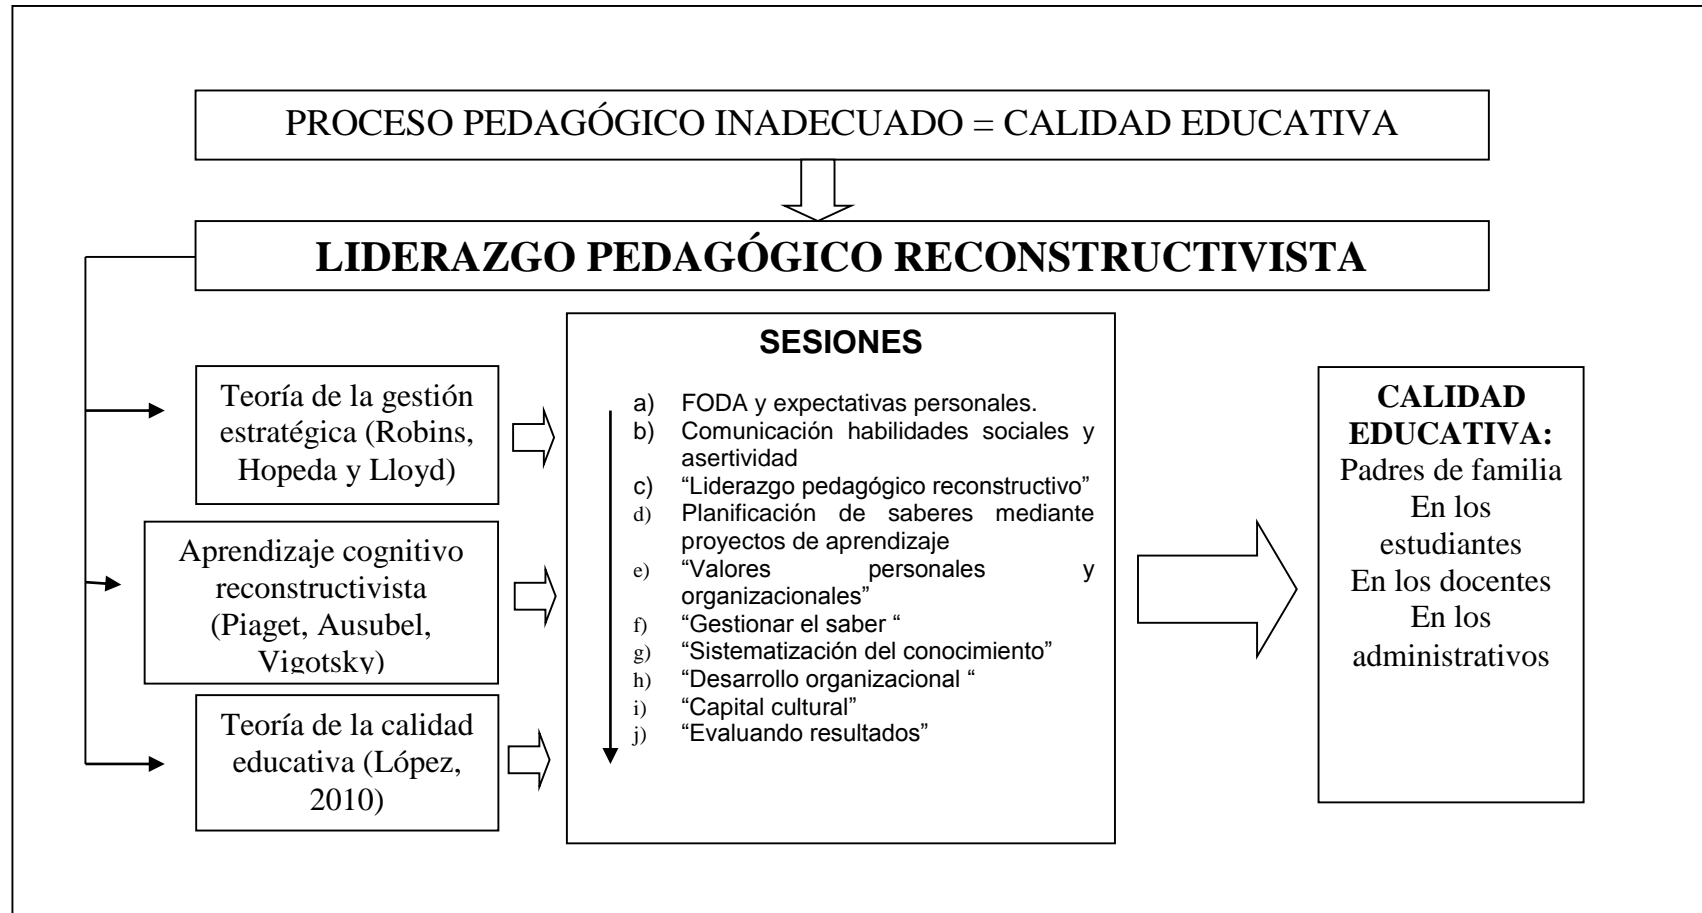 PROCESO PEDAGÓGICO INADECUADO = CALIDAD EDUCATIVA
LIDERAZGO PEDAGÓGICO RECONSTRUCTIVISTA
Teoría de la gestión
estratégica (Robins,
Hopeda y Lloyd)
Aprendizaje cognitivo
reconstructivista
(Piaget, Ausubel,
Vigotsky)
Teoría de la calidad
educativa (López,
2010)
SESIONES
a) FODA y expectativas personales.
b) Comunicación habilidades sociales y
asertividad
c) “Liderazgo pedagógico reconstructivo”
d) Planificación de saberes mediante
proyectos de aprendizaje
e) “Valores personales y
organizacionales”
f) “Gestionar el saber “
g) “Sistematización del conocimiento”
h) “Desarrollo organizacional “
i) “Capital cultural”
j) “Evaluando resultados”
CALIDAD
EDUCATIVA:
Padres de familia
En los
estudiantes
En los docentes
En los
administrativos